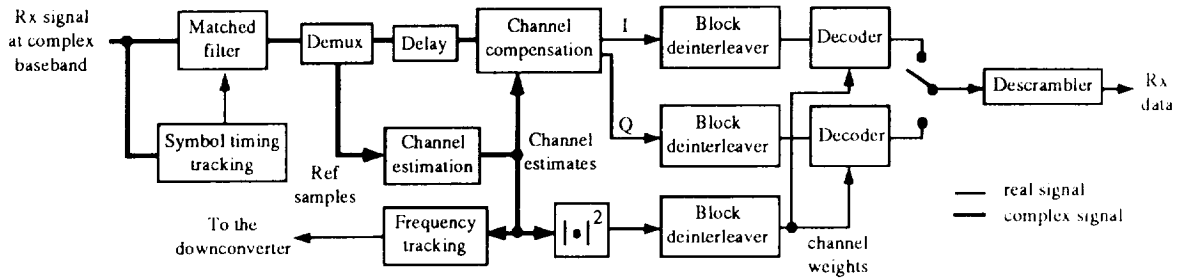 Rx signal
at complex
baseband
Matched
filter
Demux
Delay
Channel
compensation
I
Block
deinterleaver
Decoder
Descrambler
Rx
data
Symbol timing
tracking
Ref
samples
Channel
estimation
Channel
estimates
Q
Block
deinterleaver
Decoder
real signal
complex signal
To the
downconverter
Frequency
tracking
|•|²
Block
deinterleaver
channel
weights